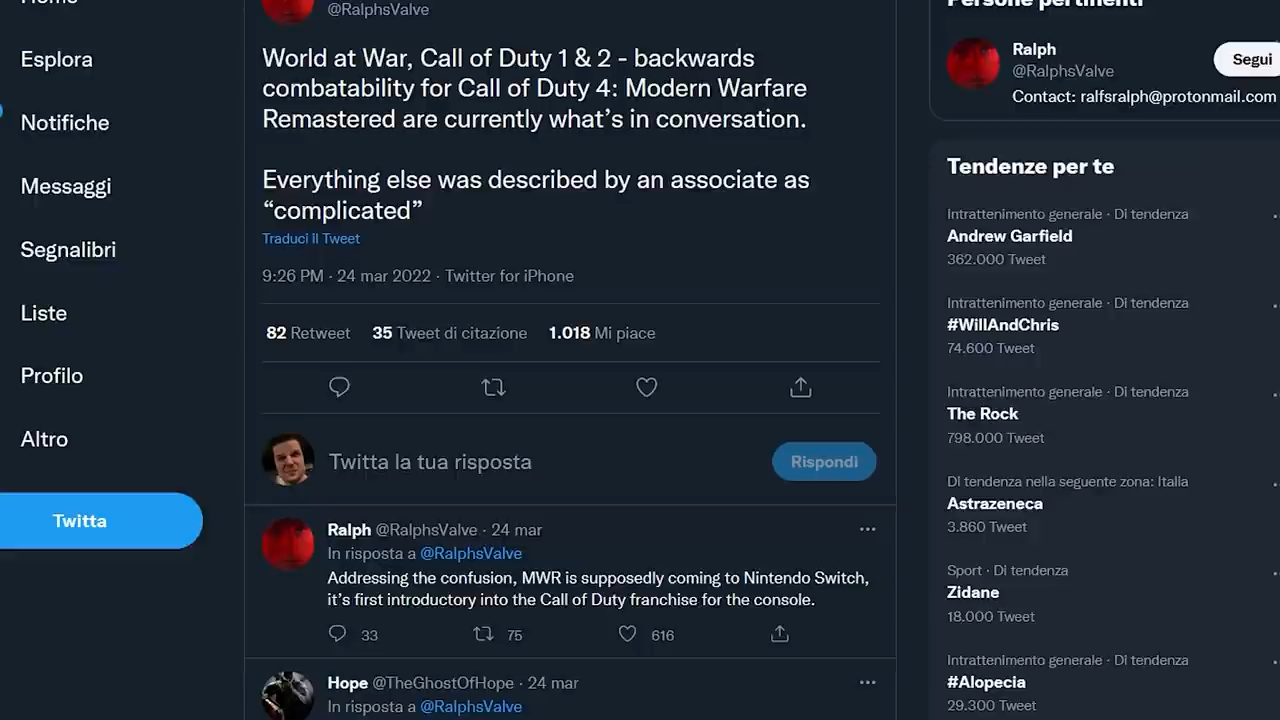 Home
@RalphsValve
Persone pertinenti
Esplora
Notifiche
Messaggi
Segnalibri
Liste
Profilo
Altro
Twitta
World at War, Call of Duty 1 & 2 - backwards
combatability for Call of Duty 4: Modern Warfare
Remastered are currently what's in conversation.
Everything else was described by an associate as
“complicated”
Traduci il Tweet
9:26 PM · 24 mar 2022 · Twitter for iPhone
82 Retweet 35 Tweet di citazione 1.018 Mi piace
Twitta la tua risposta
Rispondi
Ralph @RalphsValve · 24 mar
In risposta a @RalphsValve
Addressing the confusion, MWR is supposedly coming to Nintendo Switch,
it's first introductory into the Call of Duty franchise for the console.
33 75 616
Hope @TheGhostOfHope · 24 mar
In risposta a @RalphsValve
Ralph
@RalphsValve
Segui
Contact: ralfsralph@protonmail.com
Tendenze per te
Intrattenimento generale · Di tendenza
Andrew Garfield
362.000 Tweet
Intrattenimento generale · Di tendenza
#WillAndChris
74.600 Tweet
Intrattenimento generale · Di tendenza
The Rock
798.000 Tweet
Di tendenza nella seguente zona: Italia
Astrazeneca
3.860 Tweet
Sport · Di tendenza
Zidane
18.000 Tweet
Intrattenimento generale · Di tendenza
#Alopecia
29.300 Tweet